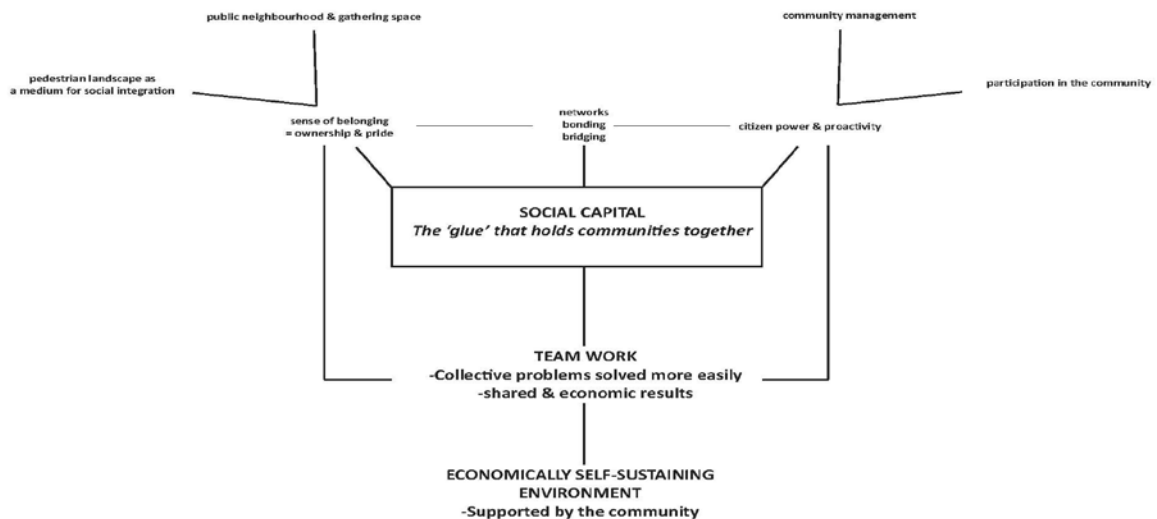 public neighbourhood & gathering space
community management
pedestrian landscape as
a medium for social integration
participation in the community
sense of belonging
= ownership & pride
networks
bonding
bridging
citizen power & proactivity
SOCIAL CAPITAL
The ‘glue’ that holds communities together
TEAM WORK
-Collective problems solved more easily
-shared & economic results
ECONOMICALLY SELF-SUSTAINING
ENVIRONMENT
-Supported by the community